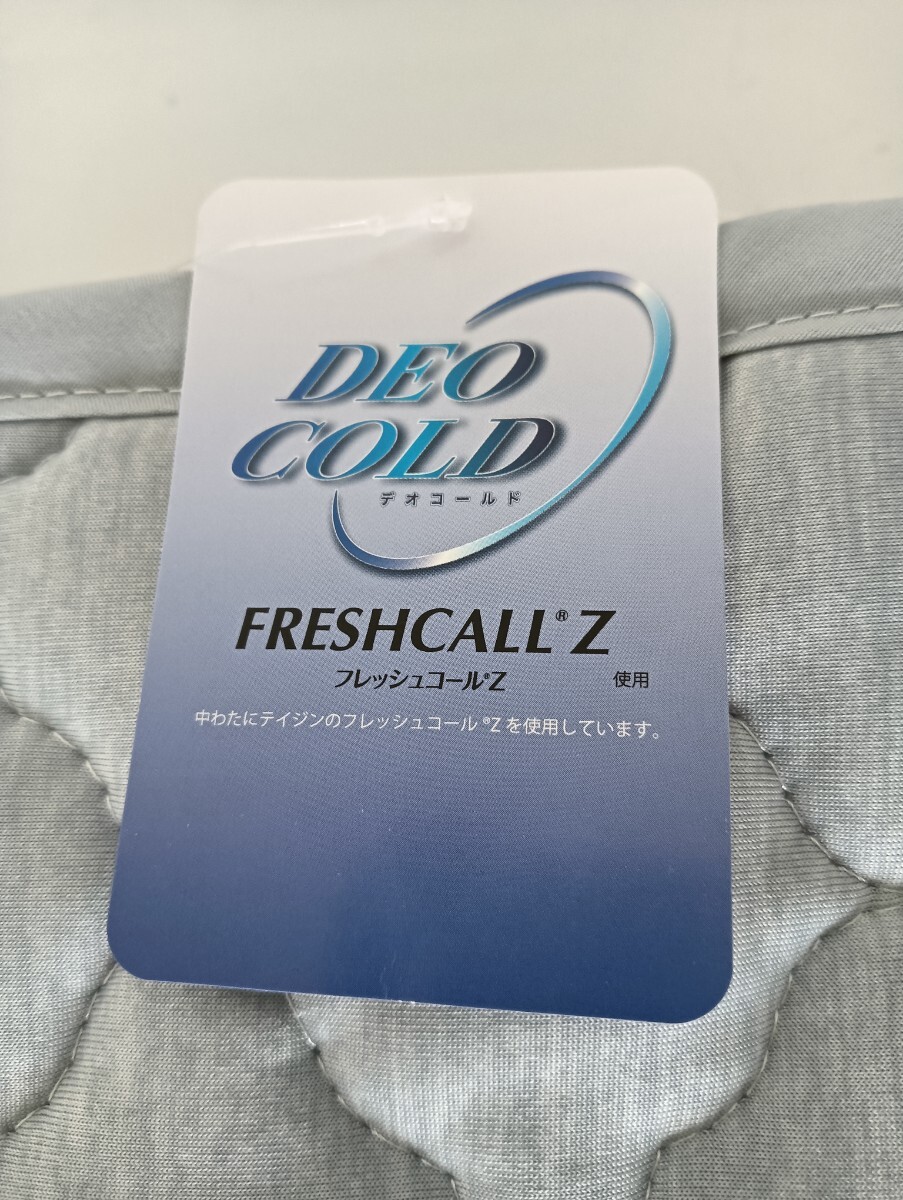 DEO
COLD
デオコールド
FRESHCALL® Z
フレッシュコール®Z 使用
中わたにテイジンのフレッシュコール®Zを使用しています。